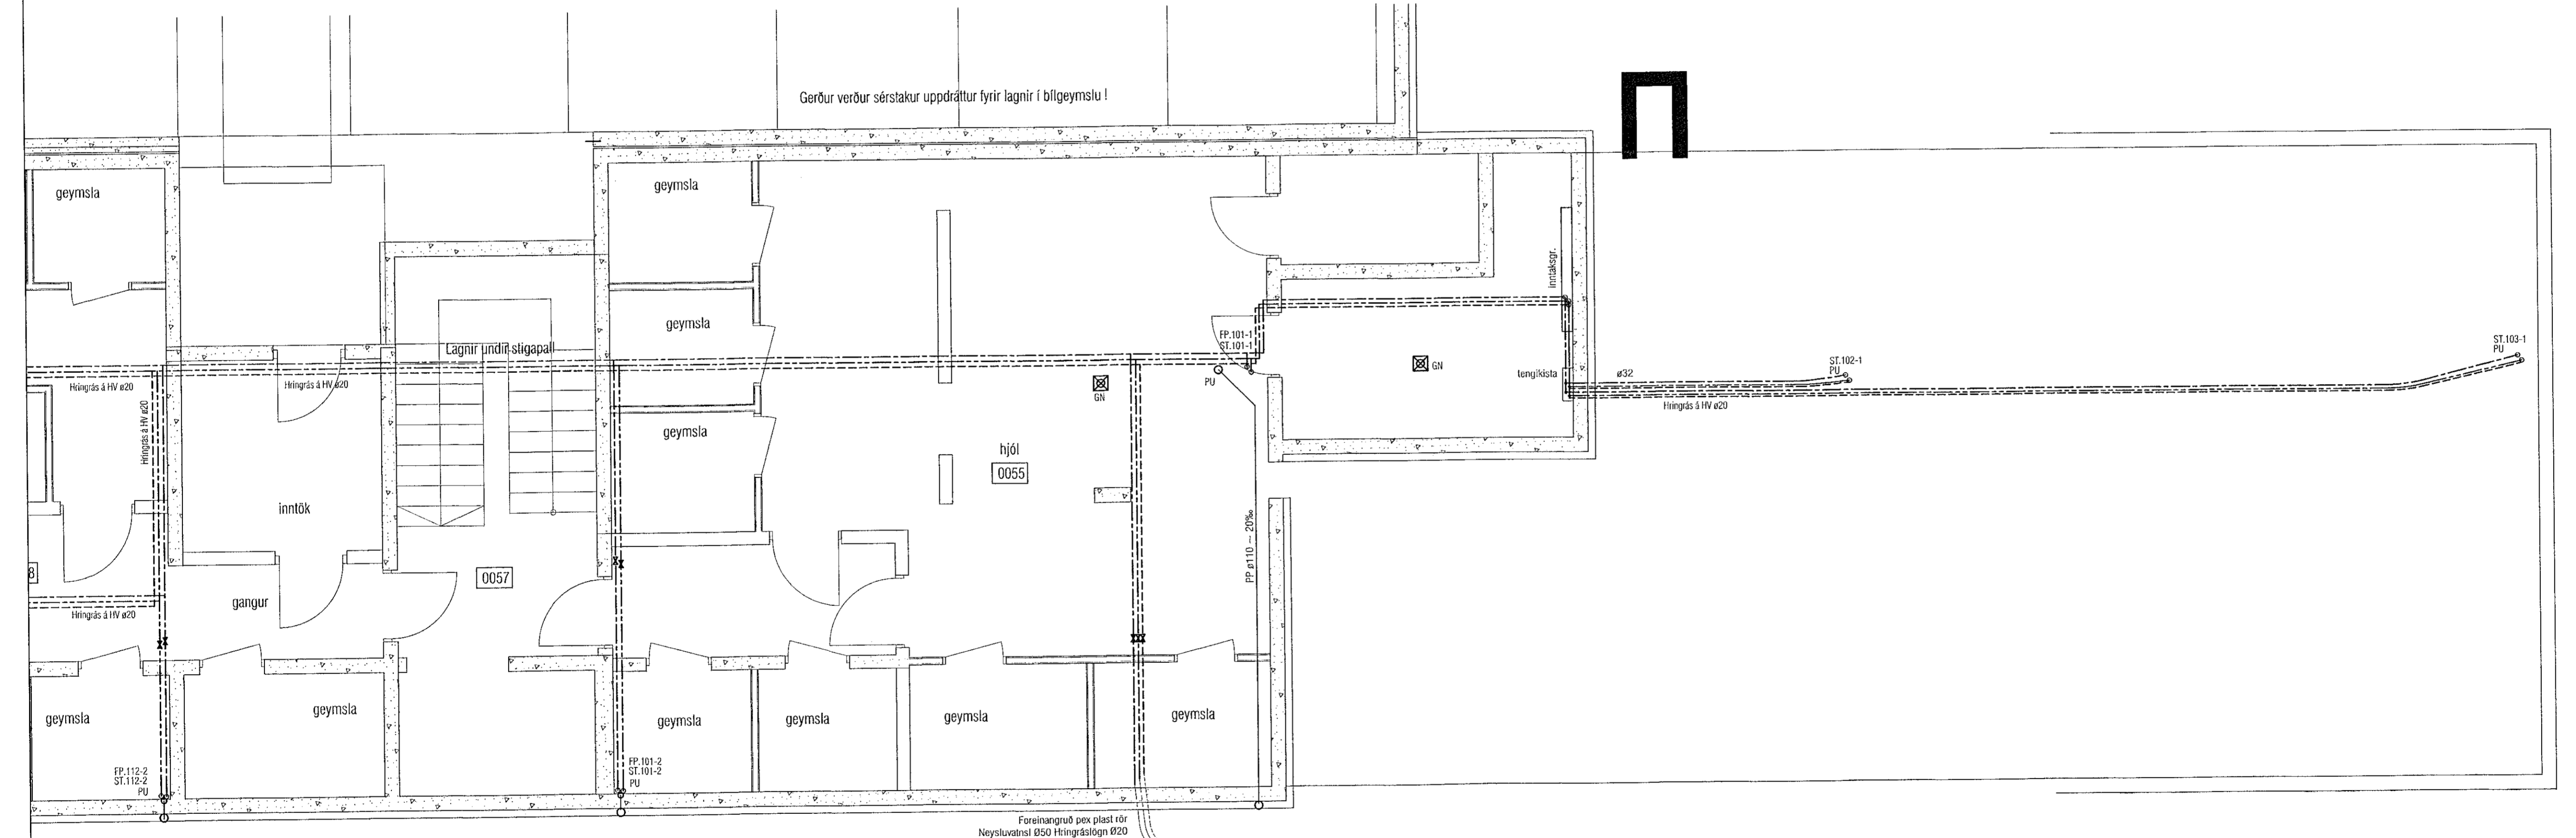 Gerður verður sérstakur uppdráttur fyrir lagnir í bílgeymslu !
geymsla
geymsla
geymsla
geymsla
Lagnir undir stigapall
Hringrás á HV ø20
Hringrás á HV ø20
Hringrás á HV ø20
Hringrás á HV ø20
inntök
gangur
0057
8
hjól
0055
GN
FP.101-1
ST.101-1
PU
PP ø110 ~ 20‰
inntaksgr.
GN
tengikista
ø32
Hringrás á HV ø20
ST.102-1
PU
ST.103-1
PU
geymsla
geymsla
geymsla
geymsla
geymsla
geymsla
FP.112-2
ST.112-2
PU
FP.101-2
ST.101-2
PU
Foreinangruð pex plast rör
Neysluvatnsl Ø50 Hringráslögn Ø20